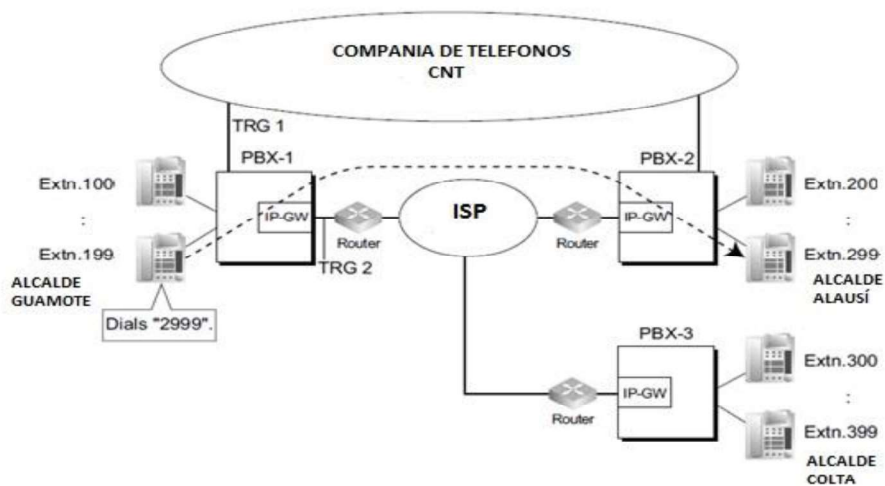 COMPANIA DE TELEFONOS
CNT
TRG 1
PBX-1
PBX-2
Extn.100
:
Extn.199
IP-GW
Router
TRG 2
ISP
Router
IP-GW
Extn.200
:
Extn.299
ALCALDE
GUAMOTE
Dials "2999".
ALCALDE
ALAUSÍ
PBX-3
IP-GW
Router
Extn.300
:
Extn.399
ALCALDE
COLTA